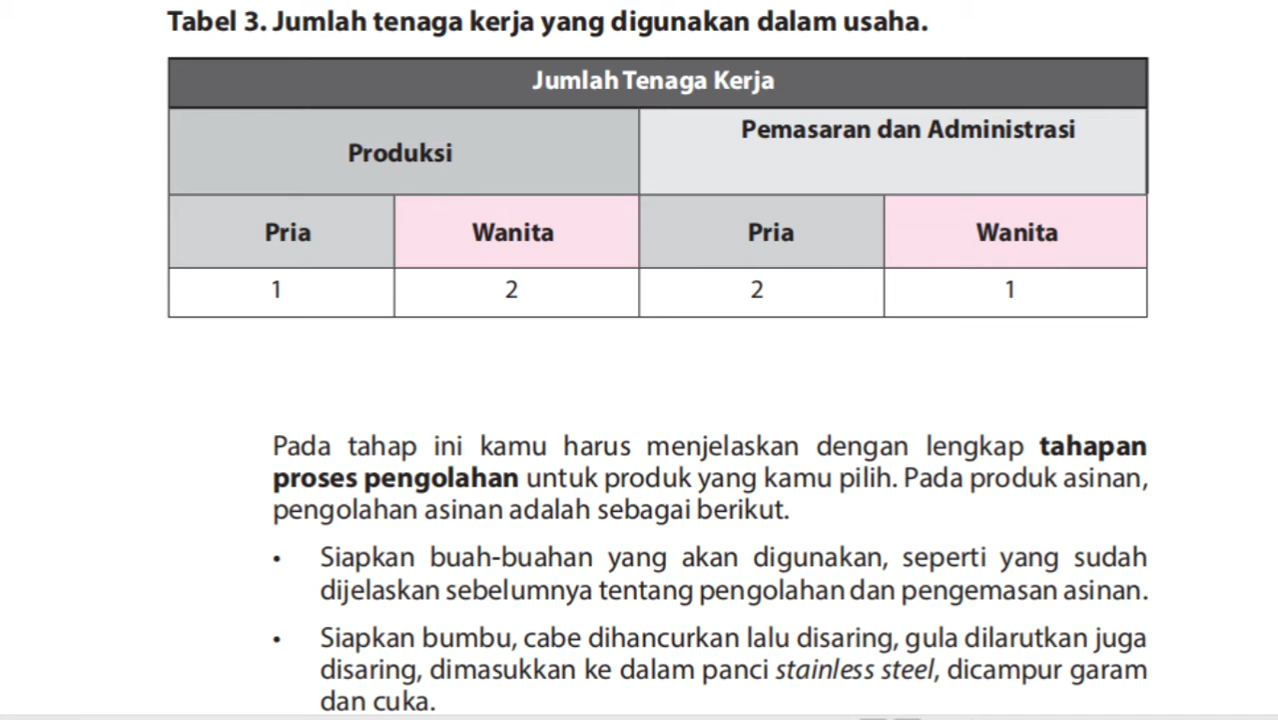 Tabel 3. Jumlah tenaga kerja yang digunakan dalam usaha.
Jumlah Tenaga Kerja
Produksi
Pemasaran dan Administrasi
Pria Wanita Pria Wanita
1 2 2 1
Pada tahap ini kamu harus menjelaskan dengan lengkap tahapan
proses pengolahan untuk produk yang kamu pilih. Pada produk asinan,
pengolahan asinan adalah sebagai berikut.
• Siapkan buah-buahan yang akan digunakan, seperti yang sudah
dijelaskan sebelumnya tentang pengolahan dan pengemasan asinan.
• Siapkan bumbu, cabe dihancurkan lalu disaring, gula dilarutkan juga
disaring, dimasukkan ke dalam panci stainless steel, dicampur garam
dan cuka.